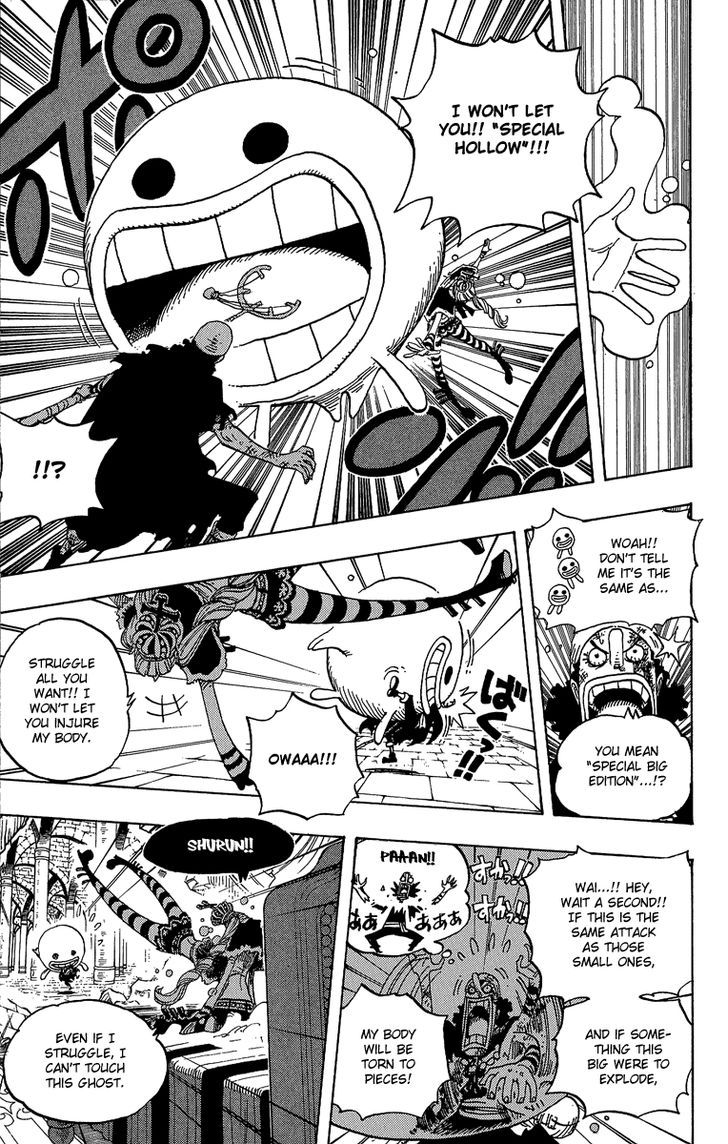 I WON'T LET
YOU!! "SPECIAL
HOLLOW"!!!
!!?
WOAH!!
DON'T TELL
ME IT'S THE
SAME AS...
YOU MEAN
"SPECIAL BIG
EDITION"...!?
ばくっ!!
STRUGGLE
ALL YOU
WANT!! I
WON'T LET
YOU INJURE
MY BODY.
OWAAA!!!
WAI...!! HEY,
WAIT A SECOND!!
IF THIS IS THE
SAME ATTACK
AS THOSE
SMALL ONES,
AND IF SOME-
THING THIS
BIG WERE TO
EXPLODE,
PAAAN!!
ああ
あああ
MY BODY
WILL BE
TORN TO
PIECES!
SHURUN!!
EVEN IF I
STRUGGLE, I
CAN'T TOUCH
THIS GHOST.